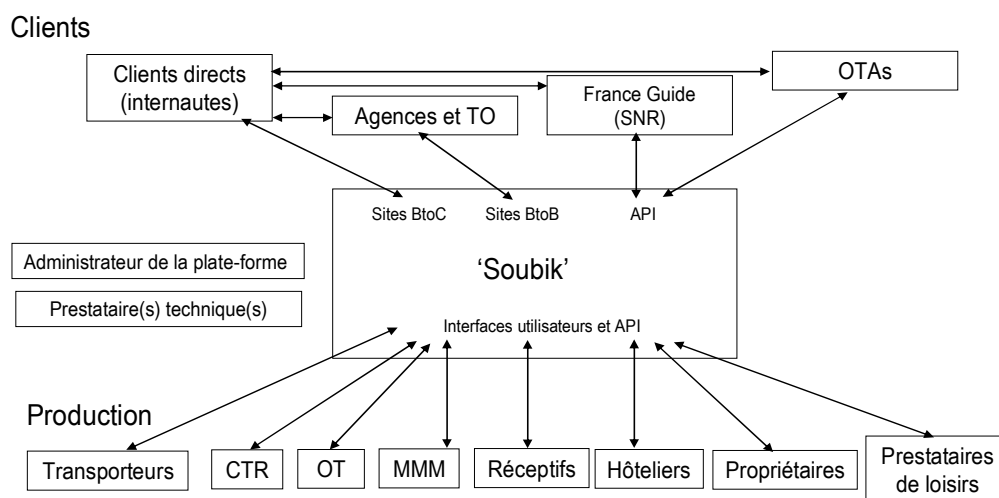 Clients
Clients directs
(internautes)
Agences et TO
France Guide
(SNR)
OTAs
Sites BtoC
Sites BtoB
API
Administrateur de la plate-forme
Prestataire(s) technique(s)
‘Soubik’
Interfaces utilisateurs et API
Production
Transporteurs
CTR
OT
MMM
Réceptifs
Hôteliers
Propriétaires
Prestataires
de loisirs